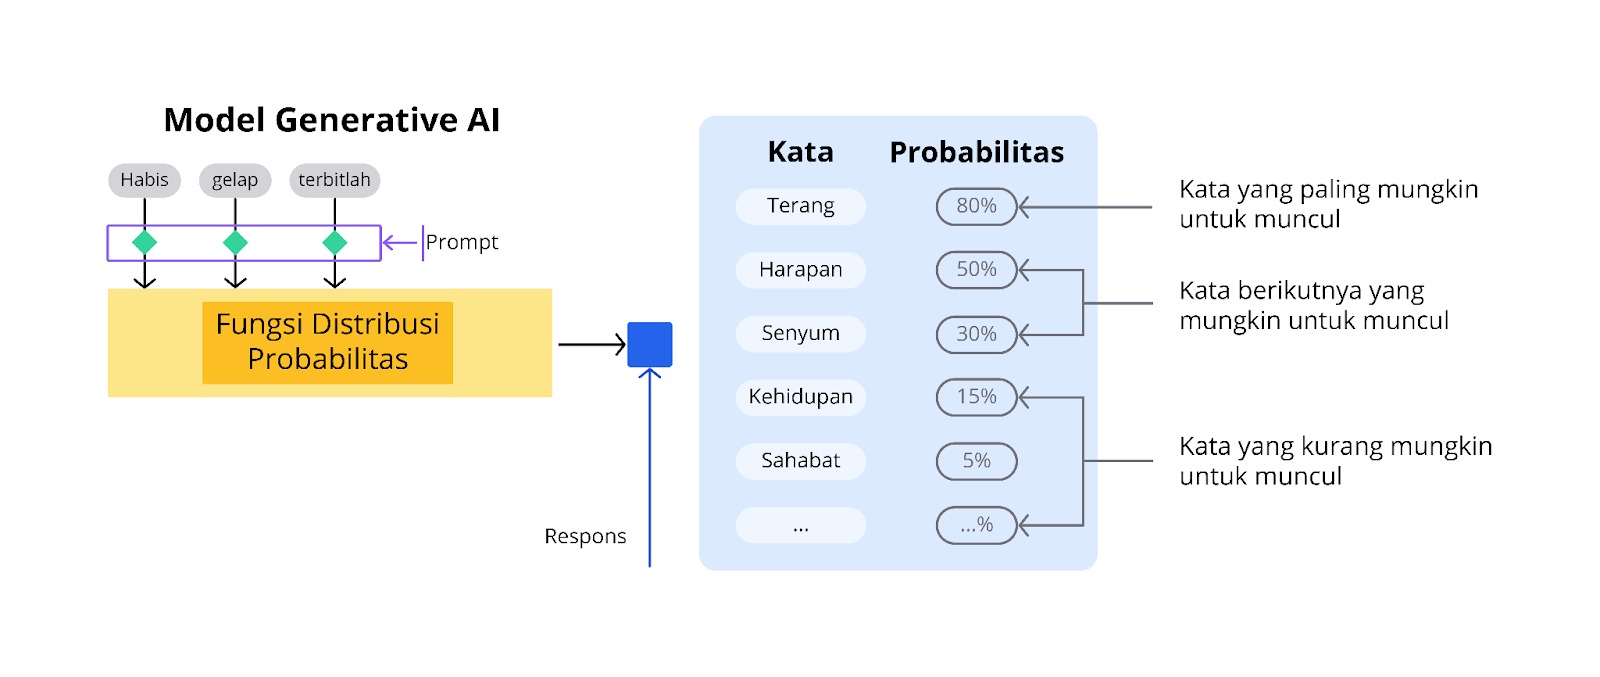 Model Generative AI
Habis gelap terbitlah
Prompt
Fungsi Distribusi
Probabilitas
Respons
Kata Probabilitas
Terang 80%
Harapan 50%
Senyum 30%
Kehidupan 15%
Sahabat 5%
... ...%
Kata yang paling mungkin
untuk muncul
Kata berikutnya yang
mungkin untuk muncul
Kata yang kurang mungkin
untuk muncul